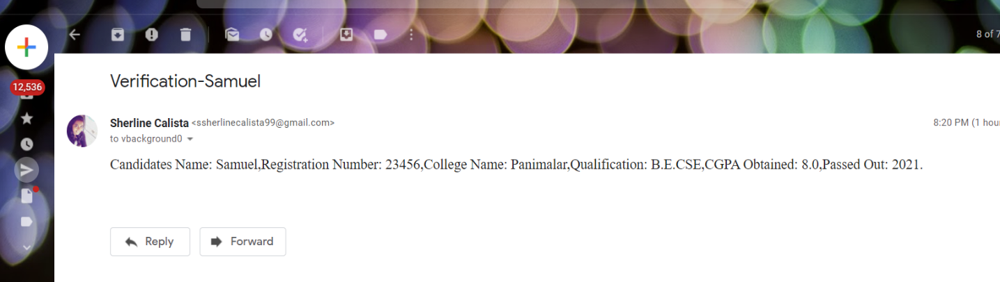 8 of 7
Verification-Samuel
12,536
Sherline Calista <ssherlinecalista99@gmail.com>
8:20 PM (1 hour
to vbackground0
Candidates Name: Samuel,Registration Number: 23456,College Name: Panimalar,Qualification: B.E.CSE,CGPA Obtained: 8.0,Passed Out: 2021.
Reply
Forward